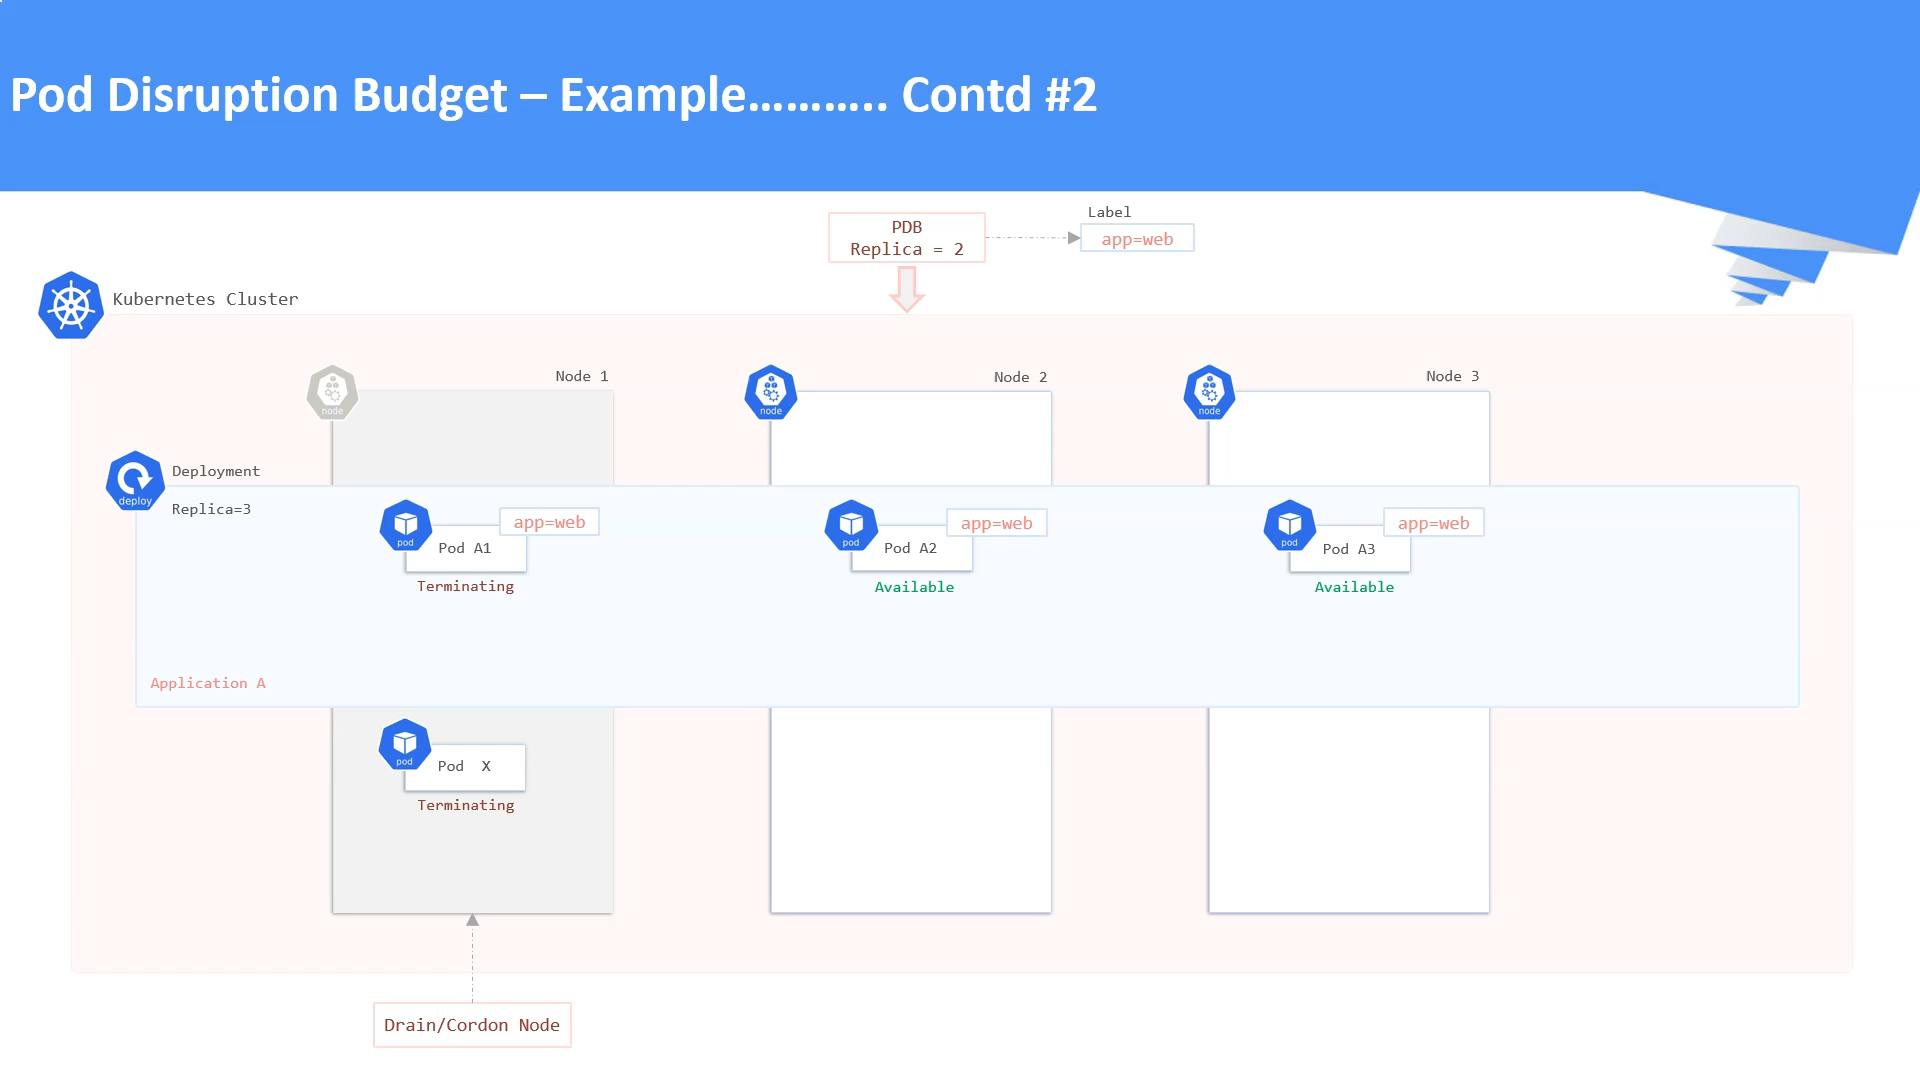 Pod Disruption Budget – Example……….. Contd #2
PDB
Replica = 2
Label
app=web
Kubernetes Cluster
Node 1
Node 2
Node 3
node
node
node
Deployment
deploy
Replica=3
app=web
app=web
app=web
pod
Pod A1
pod
Pod A2
pod
Pod A3
Terminating
Available
Available
Application A
pod
Pod X
Terminating
Drain/Cordon Node